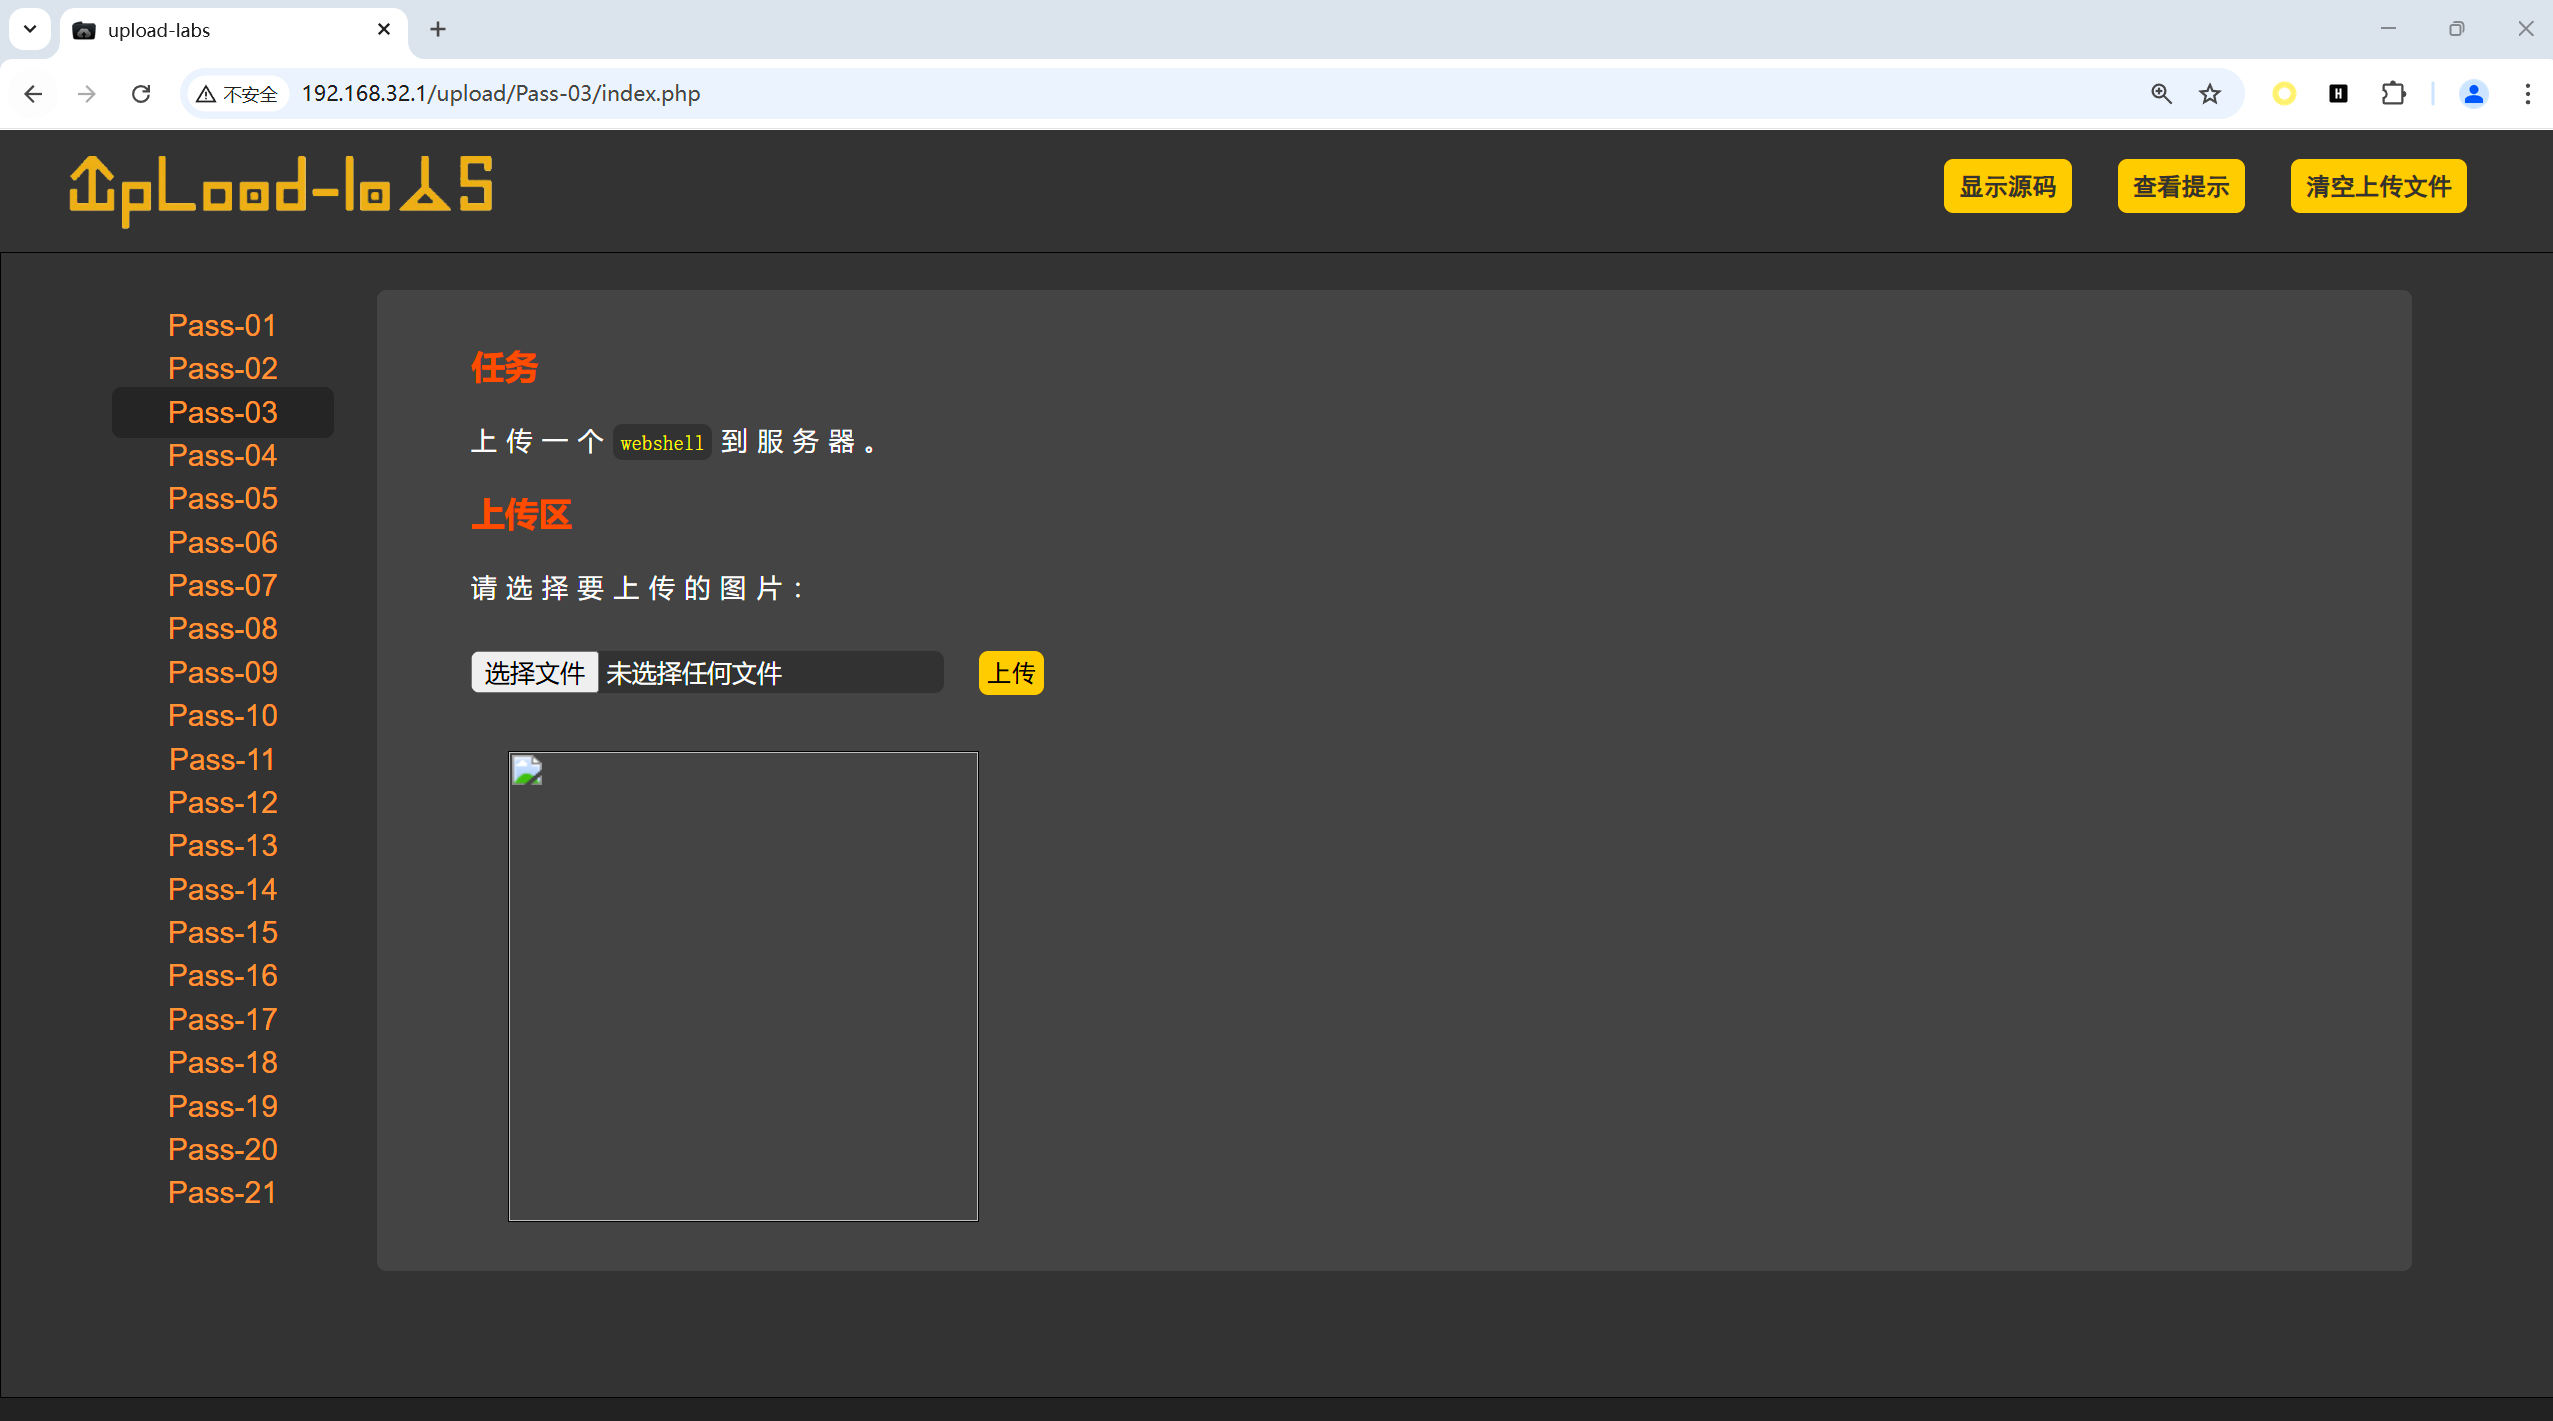 upload-labs
不安全
192.168.32.1/upload/Pass-03/index.php
UpLoad-labs
显示源码
查看提示
清空上传文件
Pass-01
Pass-02
Pass-03
Pass-04
Pass-05
Pass-06
Pass-07
Pass-08
Pass-09
Pass-10
Pass-11
Pass-12
Pass-13
Pass-14
Pass-15
Pass-16
Pass-17
Pass-18
Pass-19
Pass-20
Pass-21
任务
上传一个 webshell 到服务器。
上传区
请选择要上传的图片：
选择文件 未选择任何文件
上传